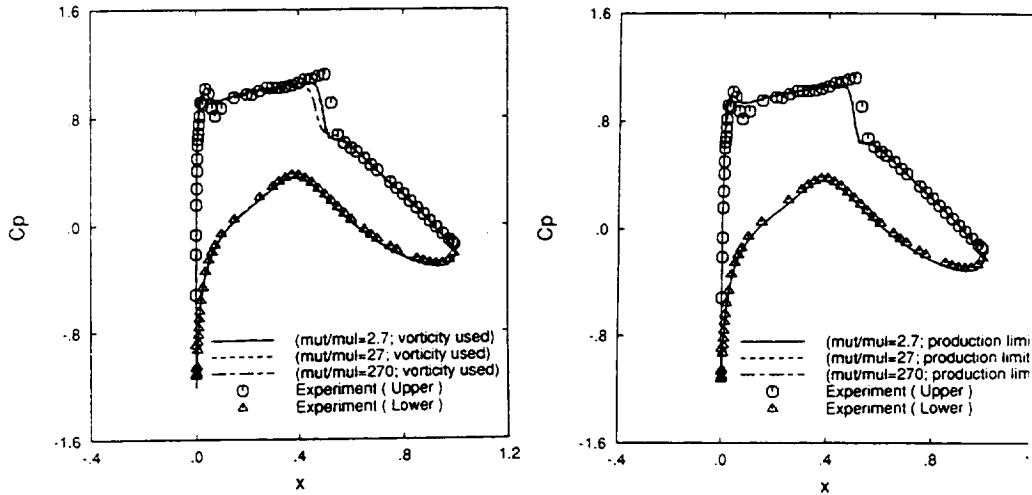 1.6
.8
.0
-.8
-1.6
Cp
-.4
.0
.4
.8
1.2
x
(mut/mul=2.7; vorticity used)
(mut/mul=27; vorticity used)
(mut/mul=270; vorticity used)
Experiment ( Upper )
Experiment ( Lower )
1.6
.8
.0
-.8
-1.6
Cp
-.4
.0
.4
.8
x
(mut/mul=2.7; production limi
(mut/mul=27; production limit
(mut/mul=270; production lim
Experiment ( Upper )
Experiment ( Lower )